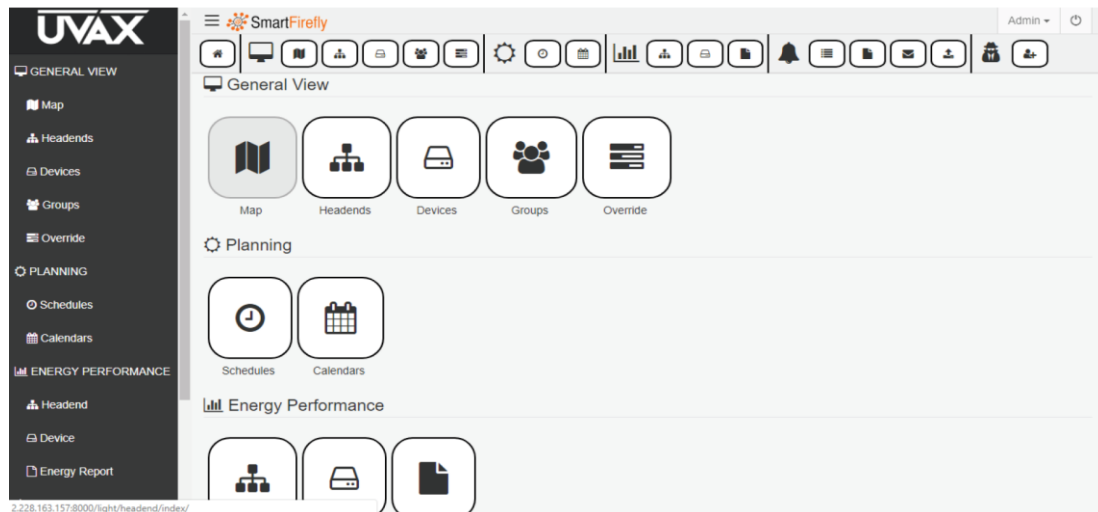 UVAX
SmartFirefly
Admin
GENERAL VIEW
Map
Headends
Devices
Groups
Override
PLANNING
Schedules
Calendars
ENERGY PERFORMANCE
Headend
Device
Energy Report
General View
Map Headends Devices Groups Override
Planning
Schedules Calendars
Energy Performance
2.228.163.157:8000/light/headend/index/